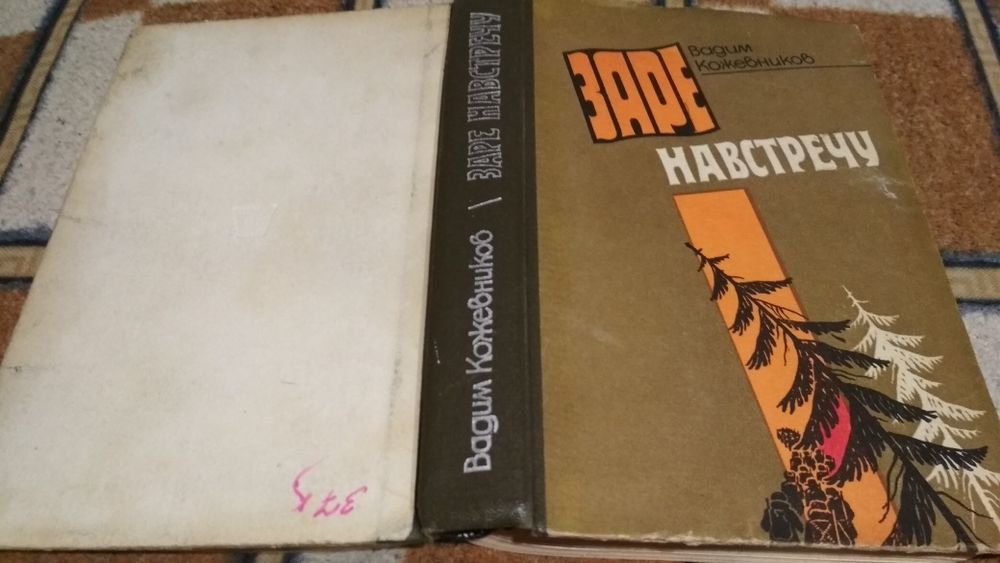 Вадим
Кожевников
ЗАРЕ
НАВСТРЕЧУ
Вадим Кожевников \ ЗАРЕ НАВСТРЕЧУ